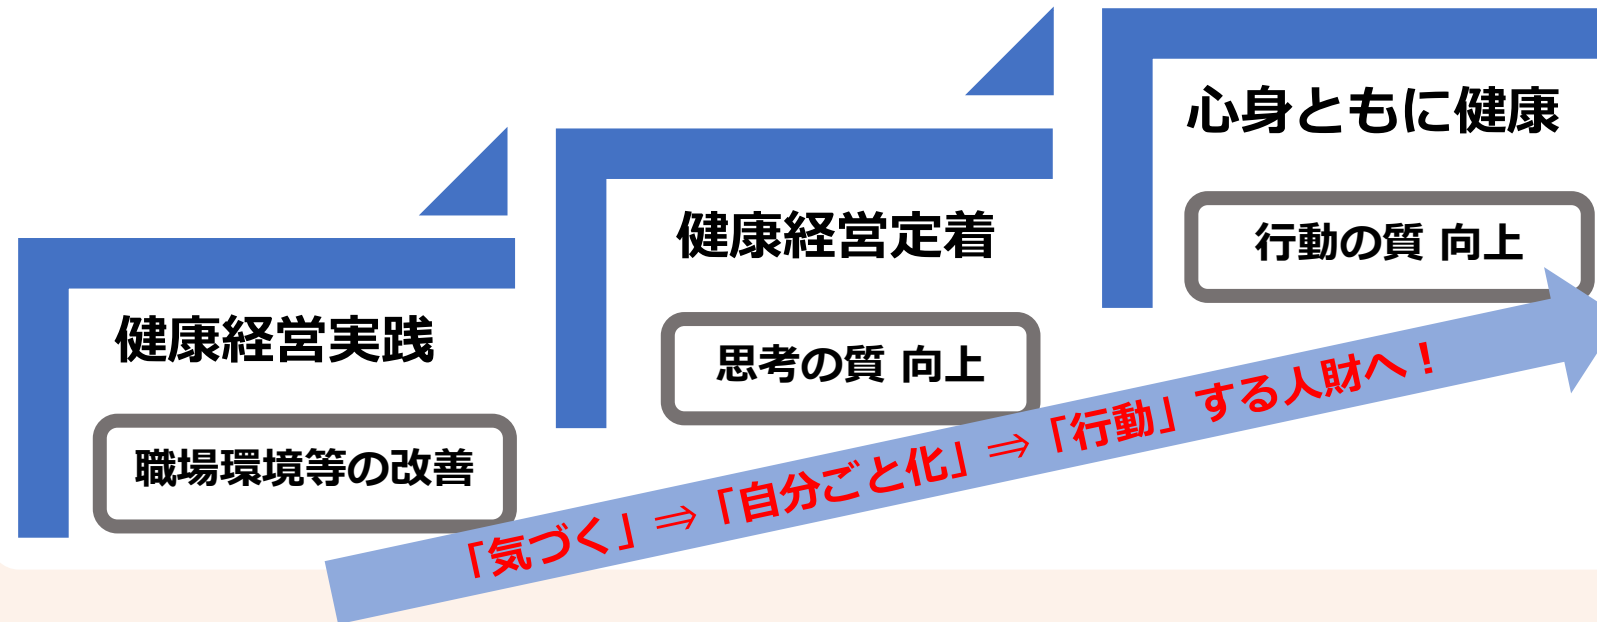 健康経営実践
職場環境等の改善
健康経営定着
思考の質 向上
心身ともに健康
行動の質 向上
「気づく」⇒「自分ごと化」⇒「行動」する人財へ！